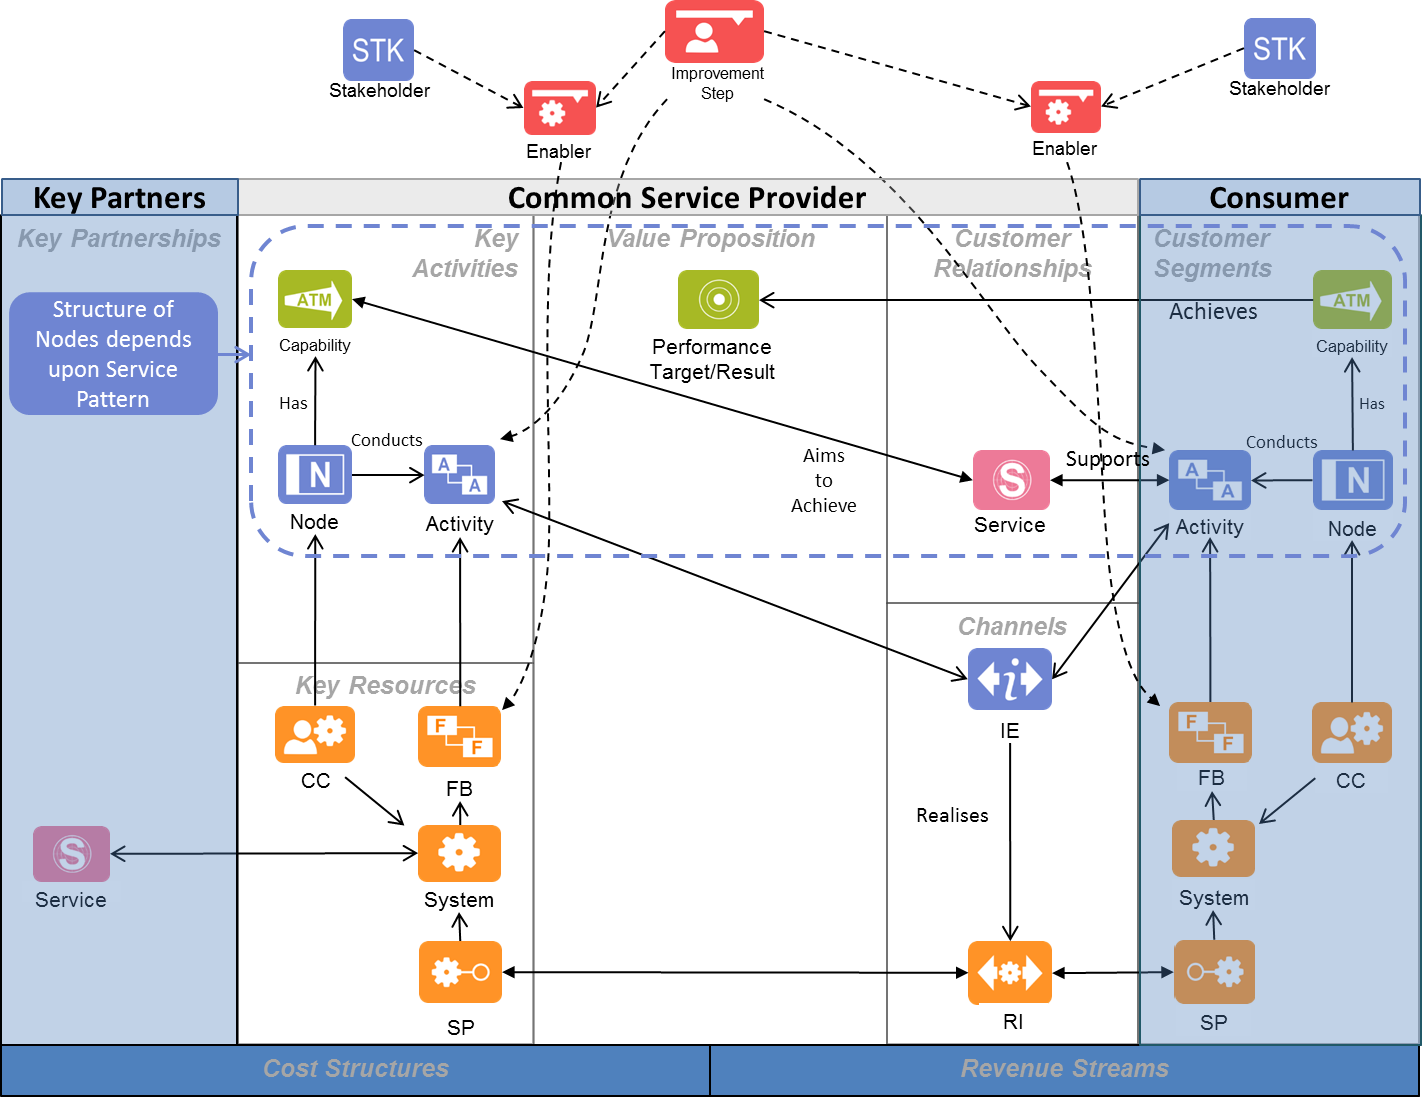 STK
Stakeholder
Improvement
Step
STK
Stakeholder
Enabler
Enabler
Key Partners
Common Service Provider
Consumer
Key Partnerships
Key
Activities
Value Proposition
Customer
Relationships
Customer
Segments
Structure of
Nodes depends
upon Service
Pattern
ATM
Capability
Has
Conducts
N
Node
A
A
Activity
Performance
Target/Result
Achieves
ATM
Capability
Has
Conducts
Aims
to
Achieve
S
Service
Supports
A
A
Activity
N
Node
Channels
i
IE
Realises
Key Resources
CC
F
F
FB
System
SP
S
Service
RI
F
F
FB
CC
System
SP
Cost Structures
Revenue Streams